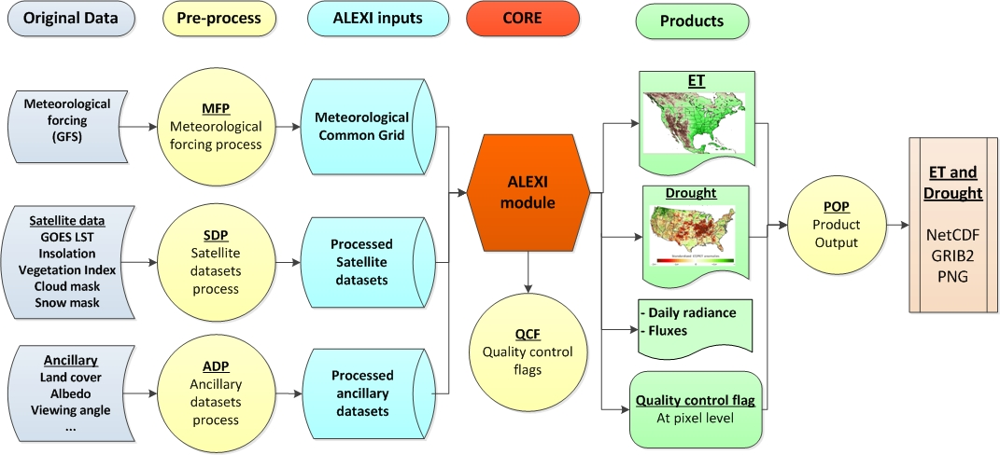 Original Data
Pre-process
ALEXI inputs
CORE
Products
Meteorological
forcing
(GFS)
MFP
Meteorological
forcing process
Meteorological
Common Grid
Satellite data
GOES LST
Insolation
Vegetation Index
Cloud mask
Snow mask
SDP
Satellite
datasets
process
Processed
Satellite
datasets
Ancillary
Land cover
Albedo
Viewing angle
...
ADP
Ancillary
datasets
process
Processed
ancillary
datasets
ALEXI
module
QCF
Quality control
flags
ET
Drought
- Daily radiance
- Fluxes
Quality control flag
At pixel level
POP
Product
Output
ET and
Drought
NetCDF
GRIB2
PNG